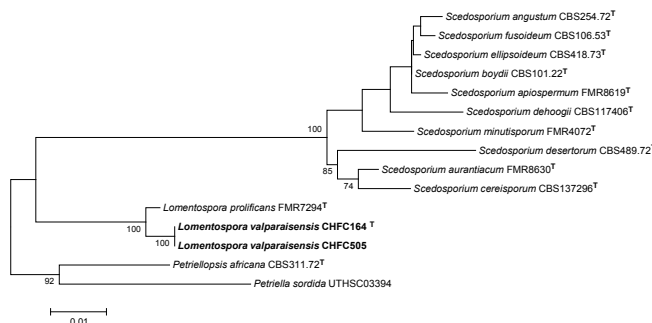 Scedosporium angustum CBS254.72T
Scedosporium fusoideum CBS106.53T
Scedosporium ellipsoideum CBS418.73T
Scedosporium boydii CBS101.22T
Scedosporium apiospermum FMR8619T
Scedosporium dehoogii CBS117406T
100
Scedosporium minutisporum FMR4072T
Scedosporium desertorum CBS489.72T
85
Scedosporium aurantiacum FMR8630T
74
Scedosporium cereisporum CBS137296T
Lomentospora prolificans FMR7294T
100
Lomentospora valparaisensis CHFC164 T
100
Lomentospora valparaisensis CHFC505
Petriellopsis africana CBS311.72T
92
Petriella sordida UTHSC03394
0.01